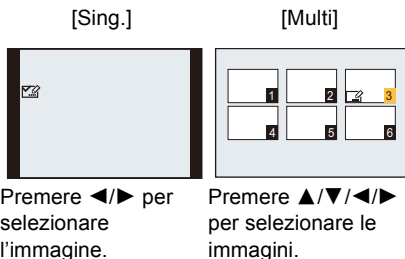 [Sing.]
[Multi]
1
2
3
4
5
6
Premere ◄/► per
selezionare
l'immagine.
Premere ▲/▼/◄/►
per selezionare le
immagini.